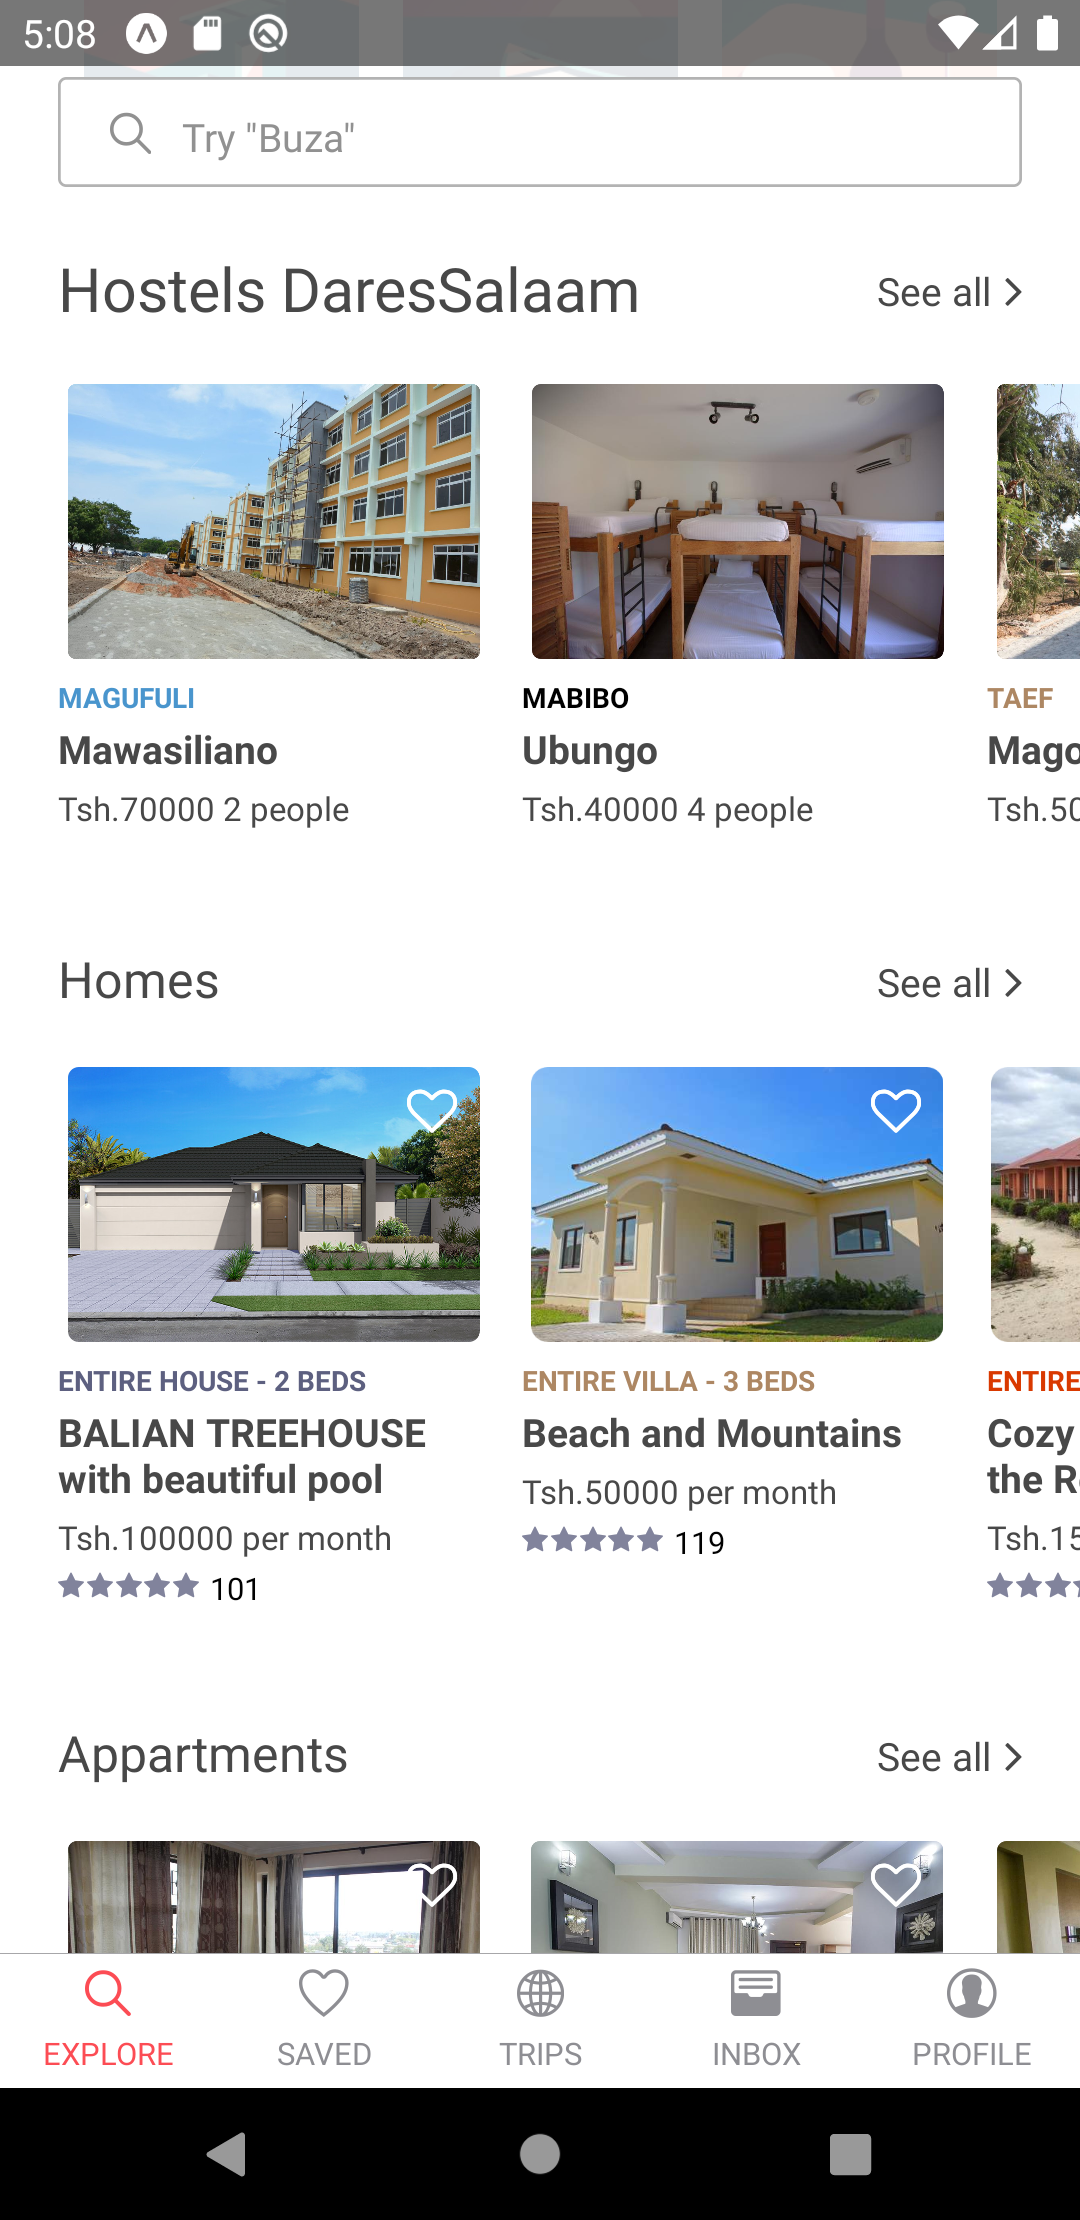 5:08
Try "Buza"
Hostels DaresSalaam
See all
MAGUFULI
Mawasiliano
Tsh.70000 2 people
MABIBO
Ubungo
Tsh.40000 4 people
TAEF
Mago
Tsh.50
Homes
See all
ENTIRE HOUSE - 2 BEDS
BALIAN TREEHOUSE
with beautiful pool
Tsh.100000 per month
101
ENTIRE VILLA - 3 BEDS
Beach and Mountains
Tsh.50000 per month
119
ENTIRE
Cozy
the R
Tsh.15
Appartments
See all
EXPLORE
SAVED
TRIPS
INBOX
PROFILE